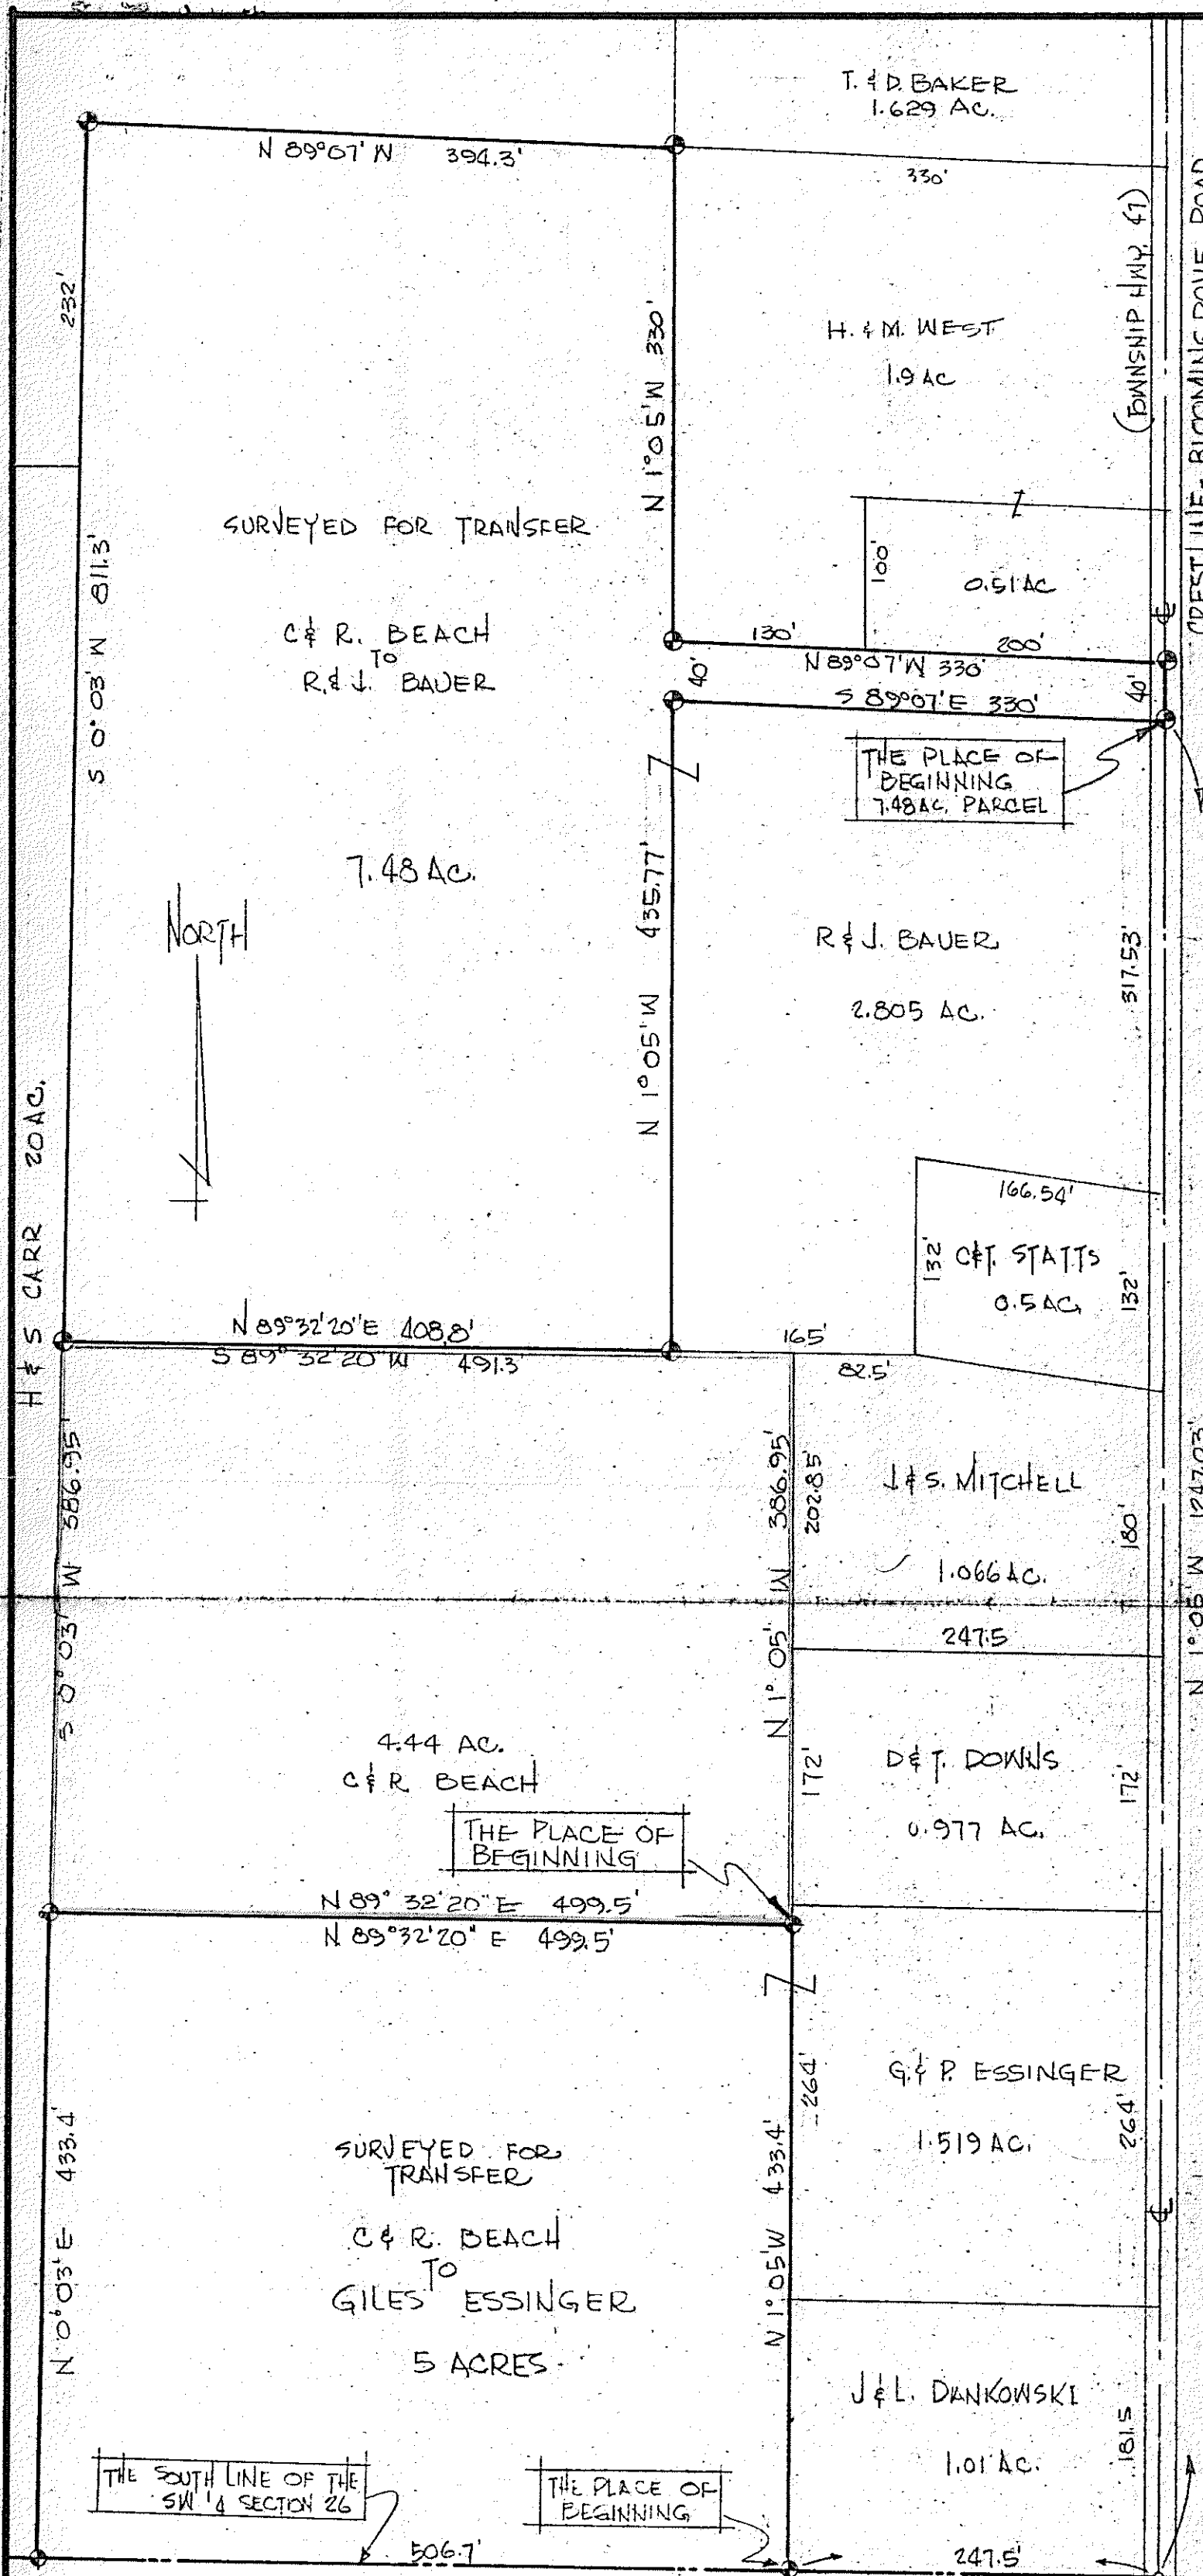 T. & D. BAKER
1.629 AC.
N 89°07' W 394.3'
330'
232'
(TOWNSHIP HWY. 47)
CRESTLINE-BLOOMING ROVE ROAD
N 1°05' W 330'
H. & M. WEST
1.9 AC
SURVEYED FOR TRANSFER
C & R. BEACH
TO
R. & J. BAUER
S 0°03' W 811.3'
100'
0.51 AC
130'
200'
N 89°07' W 330'
40'
40'
S 89°07' E 330'
THE PLACE OF
BEGINNING
7.48 AC. PARCEL
7.48 AC.
N 1°05' W 435.77'
NORTH
R & J. BAUER
2.805 AC.
317.53'
H & S CARR 20 AC.
166.54'
132'
C & T. STATTS
0.5 AC
132'
N 89°32'20" E 408.8'
S 89°32'20" W 491.3
165'
82.5'
S 0°03' W 386.95'
N 1°05' W 386.95'
202.85'
J & S. MITCHELL
1.066 AC.
180'
N 1°05' W 1247.03'
247.5
4.44 AC.
C & R BEACH
172'
D & T. DOWNS
0.977 AC.
172'
THE PLACE OF
BEGINNING
N 89° 32'20" E 499.5'
N 89°32'20" E 499.5'
264'
G. & P. ESSINGER
1.519 AC.
264'
N 0°03' E 433.4'
SURVEYED FOR
TRANSFER
C & R. BEACH
TO
GILES ESSINGER
5 ACRES
N 1°05' W 433.4'
J & L. DANKOWSKI
1.01 AC.
181.5
THE SOUTH LINE OF THE
SW 1/4 SECTION 26
THE PLACE OF
BEGINNING
506.7'
247.5'